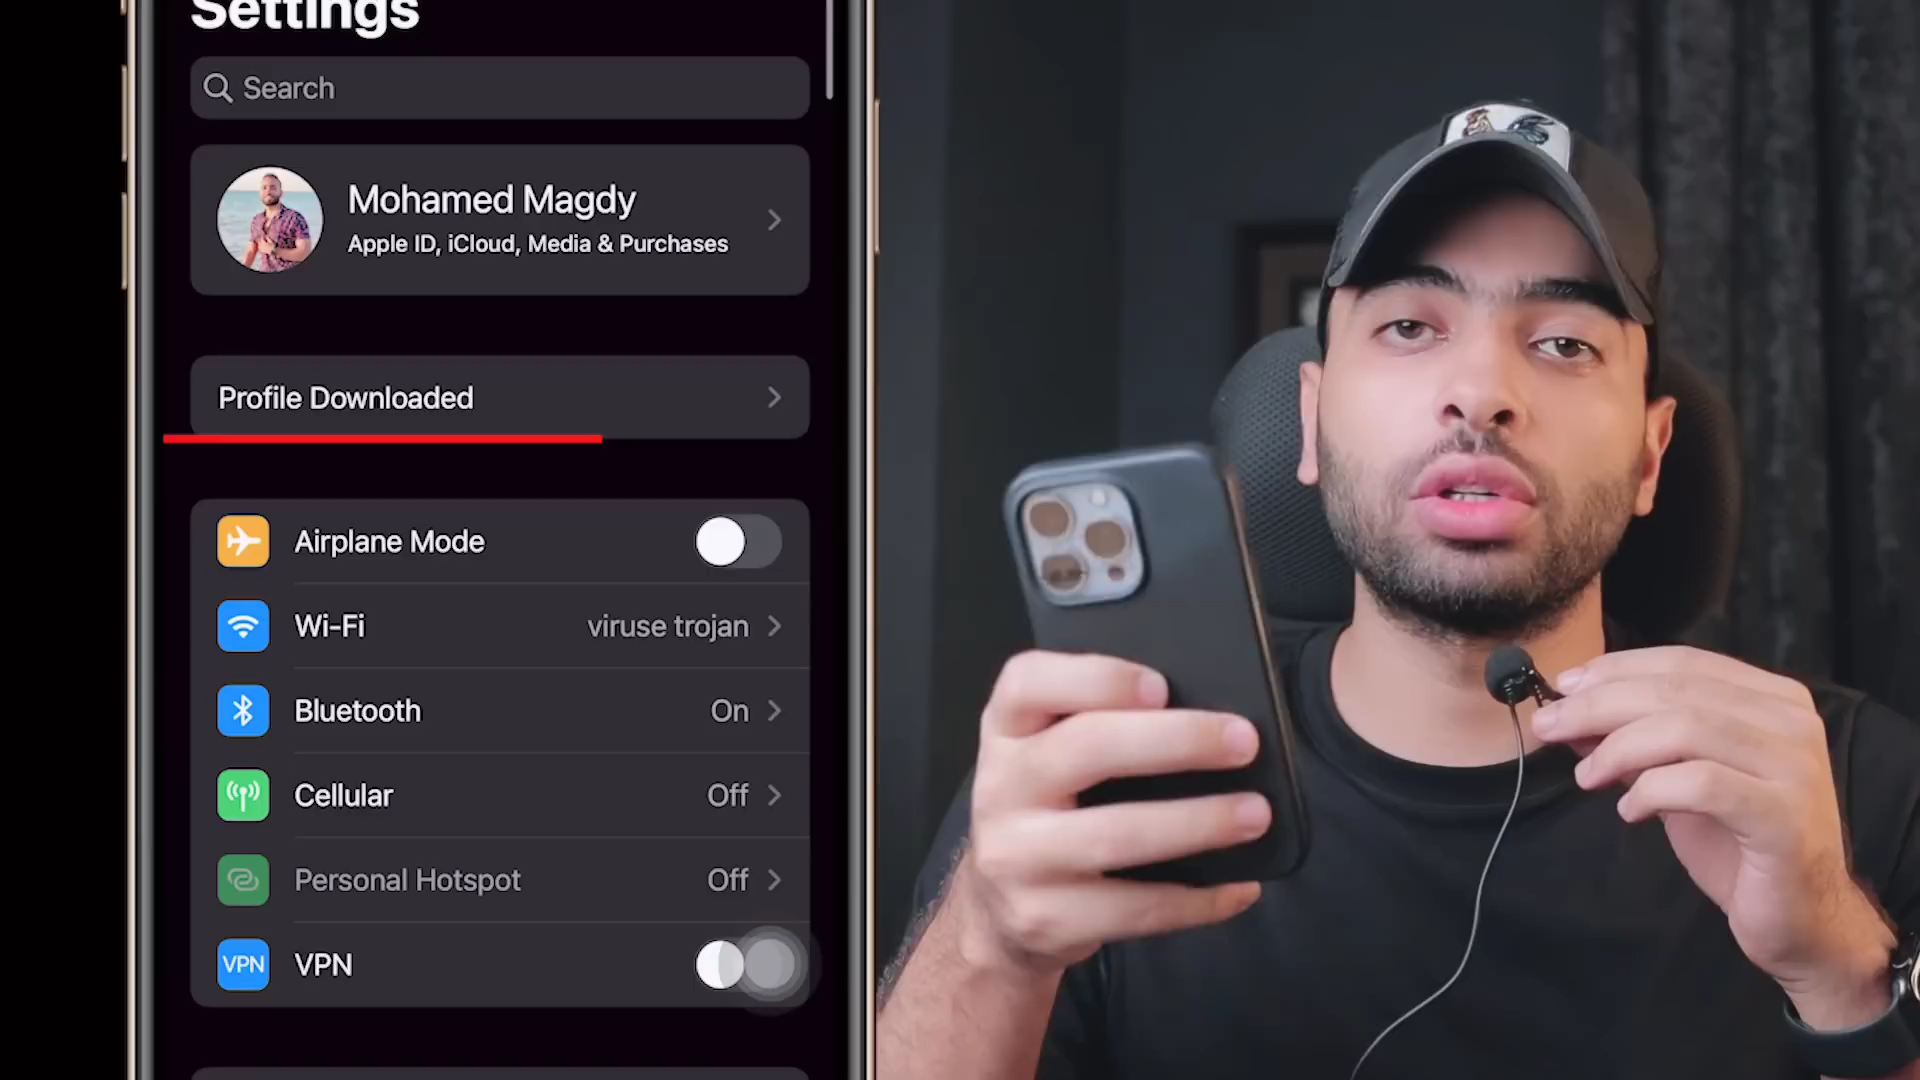 Settings
Search
Mohamed Magdy
Apple ID, iCloud, Media & Purchases
Profile Downloaded
Airplane Mode
Wi-Fi viruse trojan
Bluetooth On
Cellular Off
Personal Hotspot Off
VPN VPN